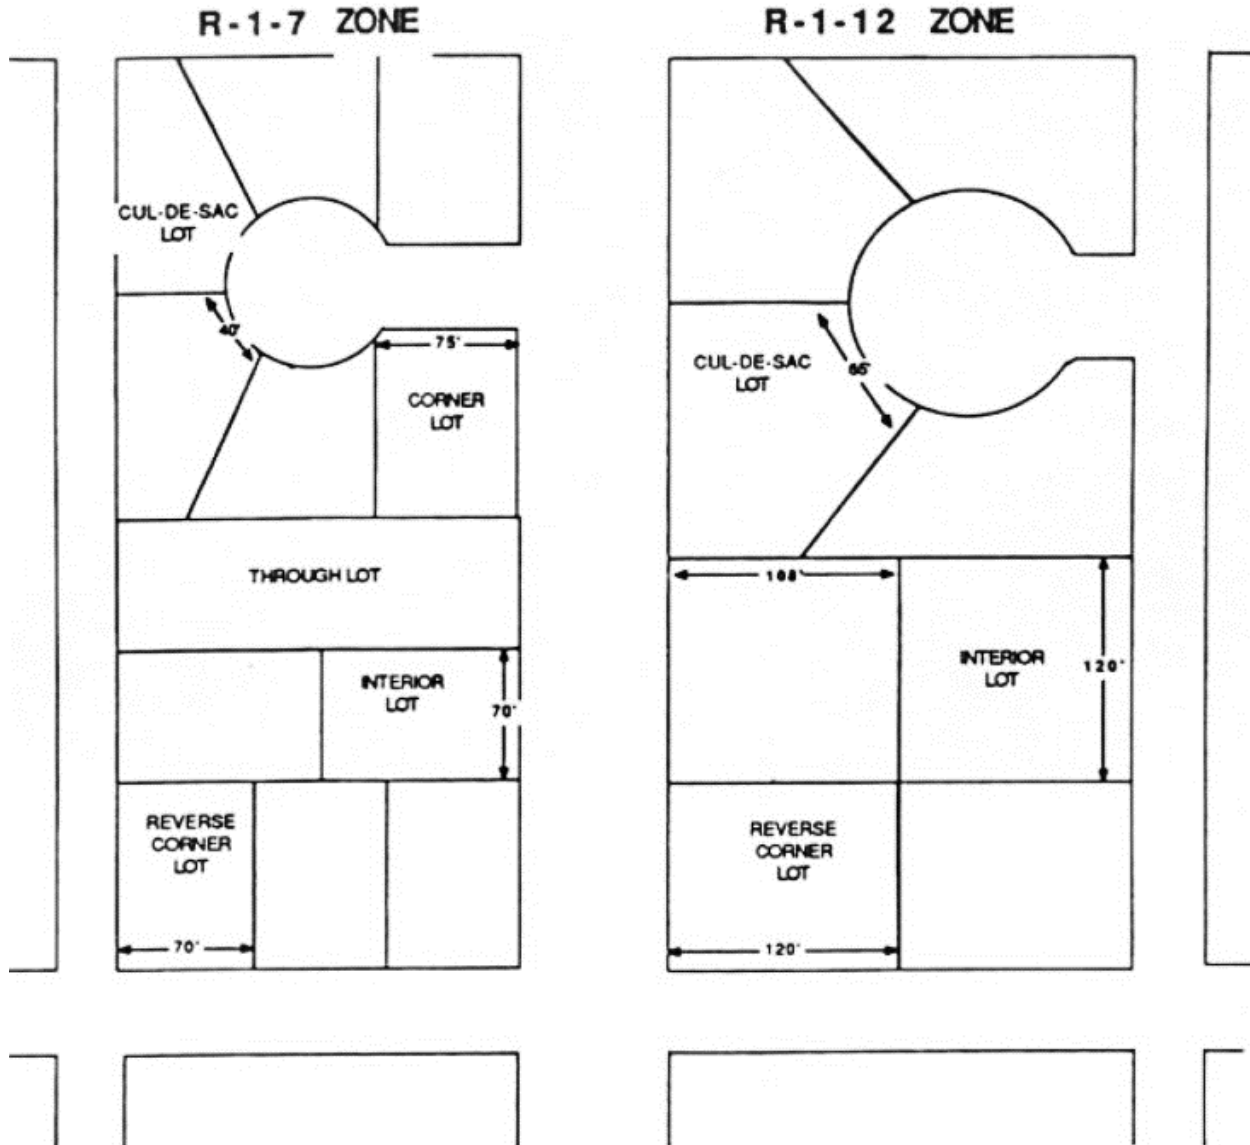 R-1-7 ZONE
R-1-12 ZONE
CUL-DE-SAC
LOT
40'
75'
CORNER
LOT
THROUGH LOT
INTERIOR
LOT
70'
REVERSE
CORNER
LOT
70'
CUL-DE-SAC
LOT
108'
INTERIOR
LOT
120'
REVERSE
CORNER
LOT
120'